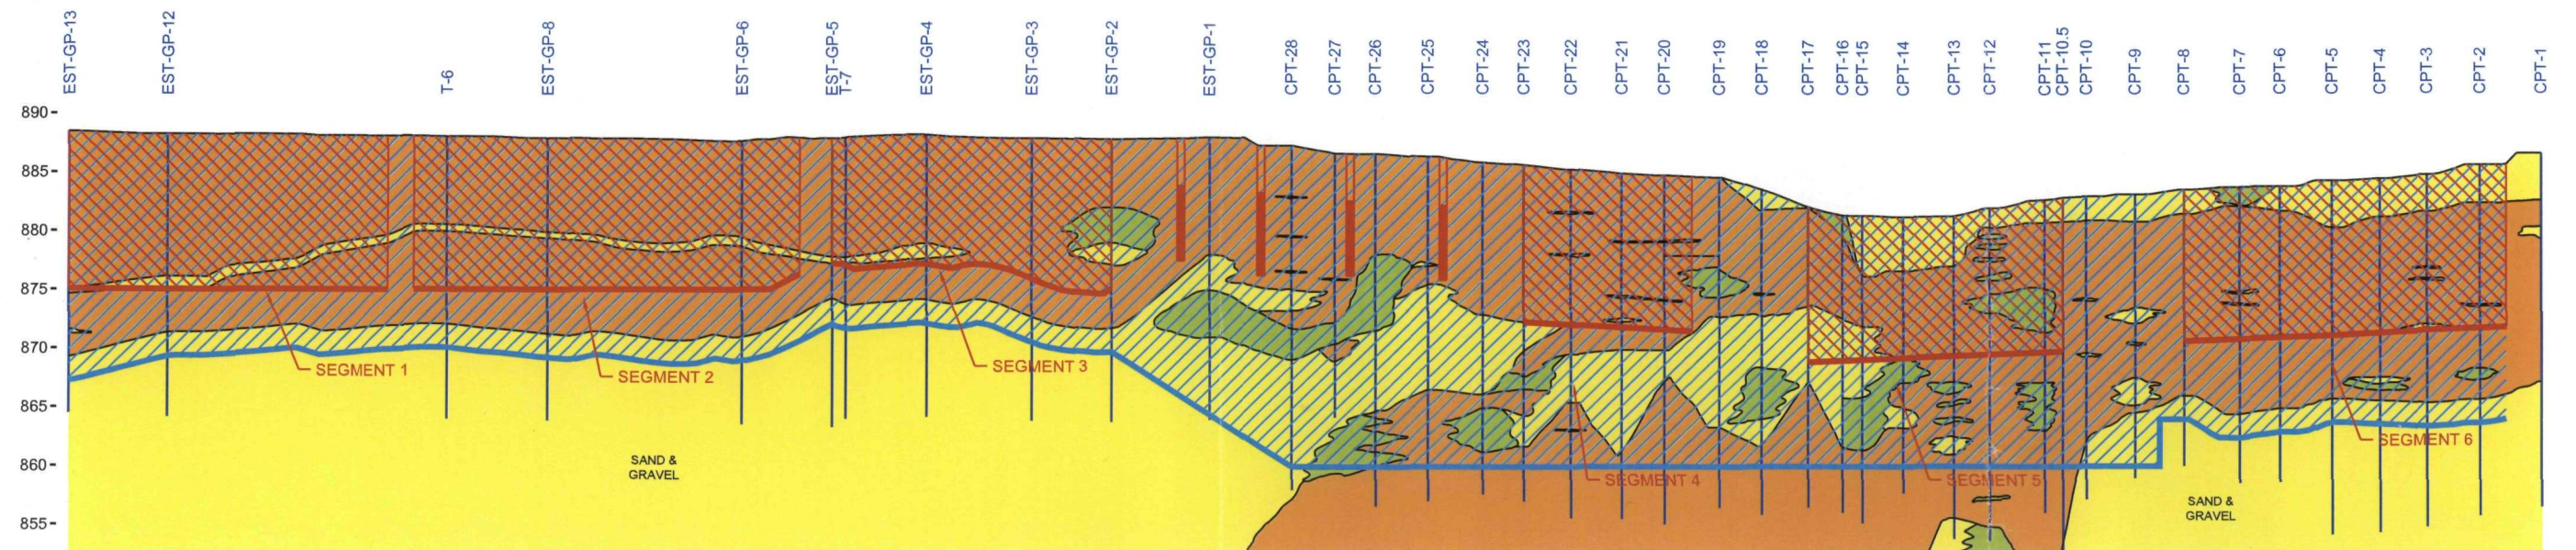 EST-GP-13
EST-GP-12
T-6
EST-GP-8
EST-GP-6
EST-GP-5
T-7
EST-GP-4
EST-GP-3
EST-GP-2
EST-GP-1
CPT-28
CPT-27
CPT-26
CPT-25
CPT-24
CPT-23
CPT-22
CPT-21
CPT-20
CPT-19
CPT-18
CPT-17
CPT-16
CPT-15
CPT-14
CPT-13
CPT-12
CPT-11
CPT-10.5
CPT-10
CPT-9
CPT-8
CPT-7
CPT-6
CPT-5
CPT-4
CPT-3
CPT-2
CPT-1
890
885
880
875
870
865
860
855
SEGMENT 1
SEGMENT 2
SEGMENT 3
SEGMENT 4
SEGMENT 5
SEGMENT 6
SAND &
GRAVEL
SAND &
GRAVEL